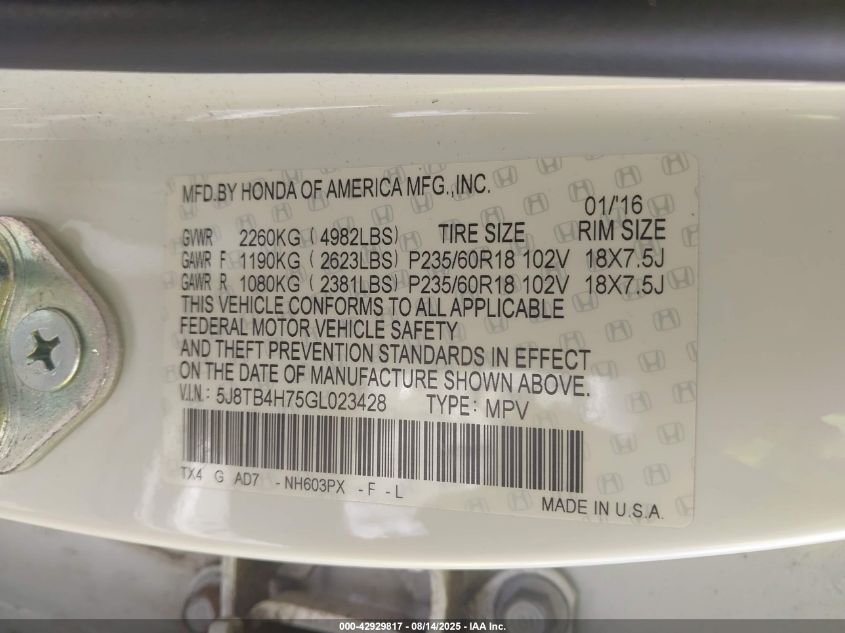 MFD.BY HONDA OF AMERICA MFG.,INC.
01/'16
GVWR 2260KG ( 4982LBS) TIRE SIZE RIM SIZE
GAWR F 1190KG ( 2623LBS) P235/60R18 102V 18X7.5J
GAWR R 1080KG ( 2381LBS) P235/60R18 102V 18X7.5J
THIS VEHICLE CONFORMS TO ALL APPLICABLE
FEDERAL MOTOR VEHICLE SAFETY
AND THEFT PREVENTION STANDARDS IN EFFECT
ON THE DATE OF MANUFACTURE SHOWN ABOVE.
V.I.N.: 5J8TB4H75GL023428 TYPE: MPV
TX4 G AD7 -NH603PX -F -L
MADE IN U.S.A.
000-42929817 - 08/14/2025 - IAA Inc.